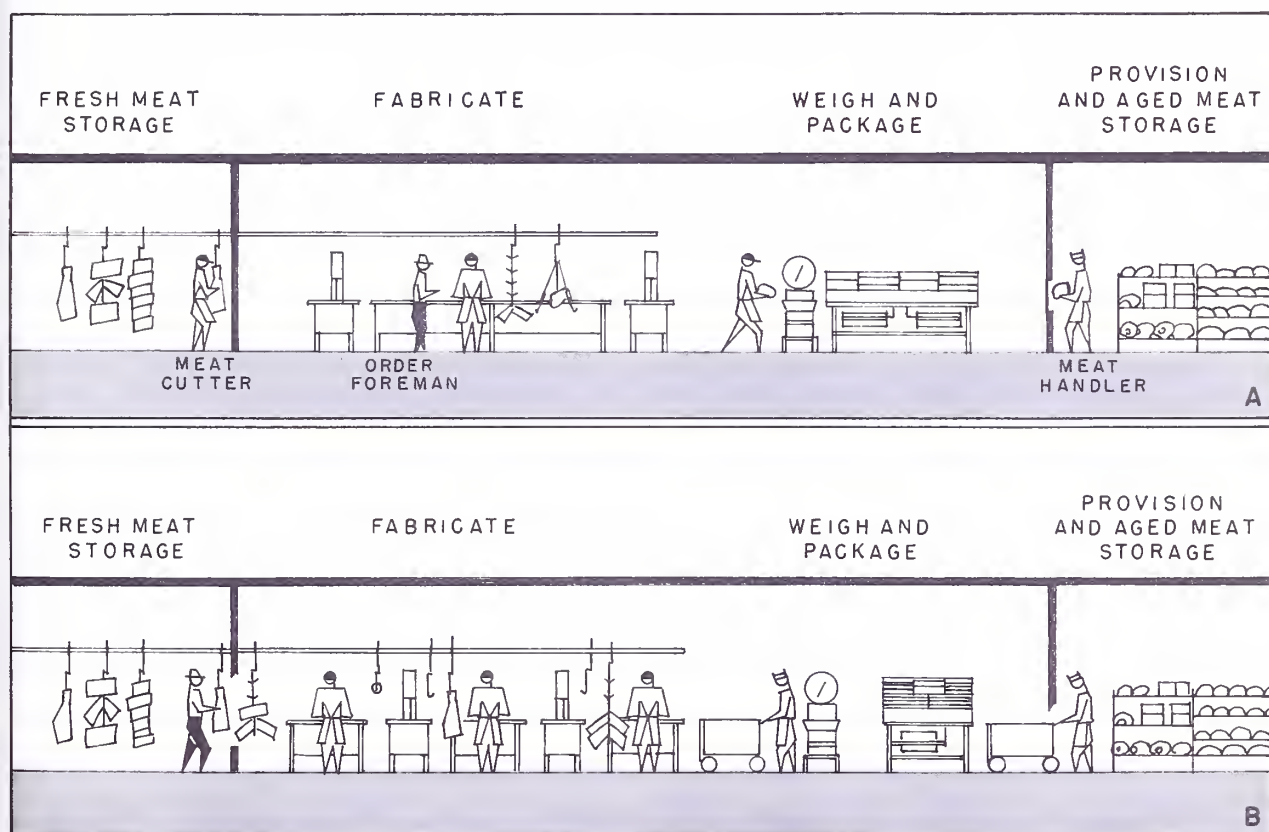 FRESH MEAT
STORAGE
FABRICATE
WEIGH AND
PACKAGE
PROVISION
AND AGED MEAT
STORAGE
MEAT
CUTTER
ORDER
FOREMAN
MEAT
HANDLER
A
FRESH MEAT
STORAGE
FABRICATE
WEIGH AND
PACKAGE
PROVISION
AND AGED MEAT
STORAGE
B